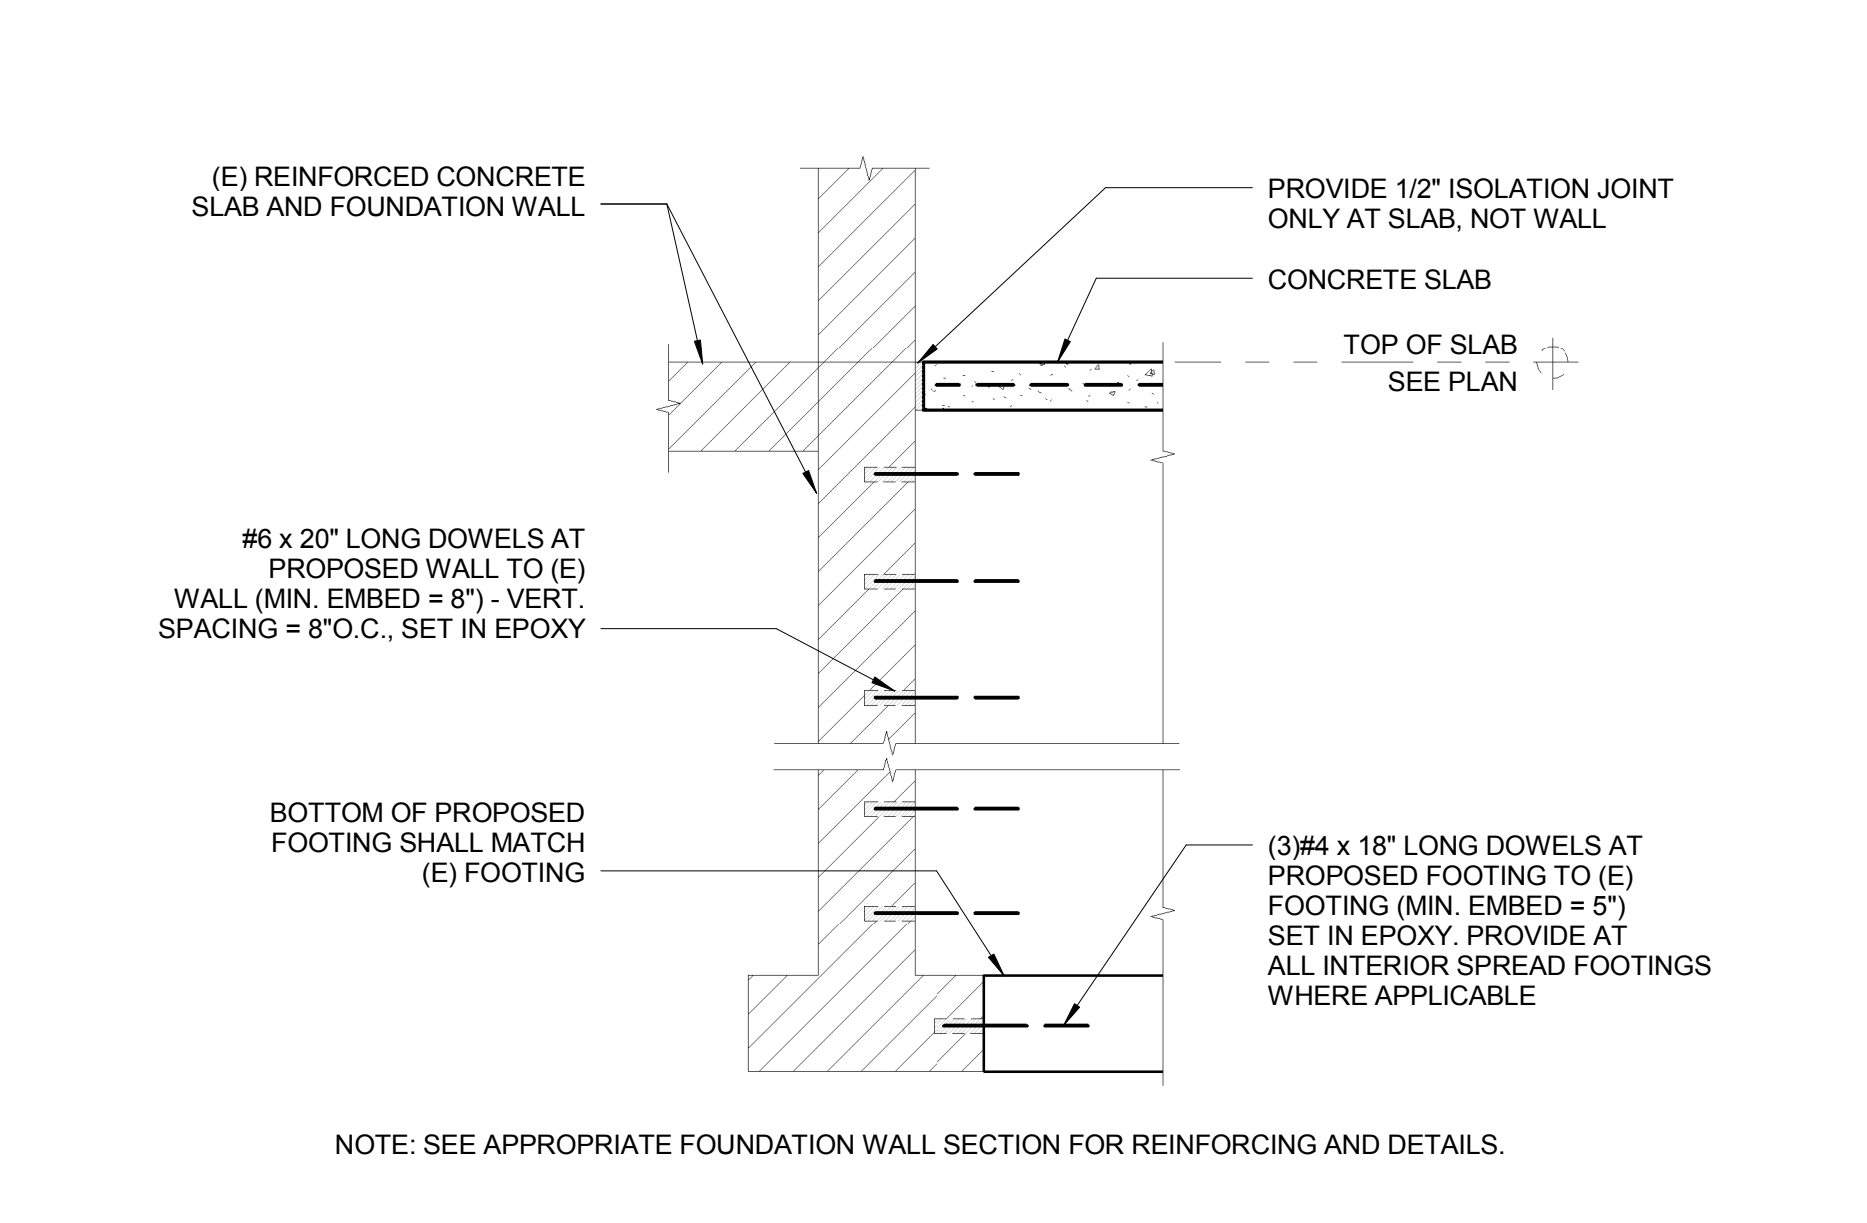 (E) REINFORCED CONCRETE
SLAB AND FOUNDATION WALL
PROVIDE 1/2" ISOLATION JOINT
ONLY AT SLAB, NOT WALL
CONCRETE SLAB
TOP OF SLAB
SEE PLAN
#6 x 20" LONG DOWELS AT
PROPOSED WALL TO (E)
WALL (MIN. EMBED = 8") - VERT.
SPACING = 8"O.C., SET IN EPOXY
BOTTOM OF PROPOSED
FOOTING SHALL MATCH
(E) FOOTING
(3)#4 x 18" LONG DOWELS AT
PROPOSED FOOTING TO (E)
FOOTING (MIN. EMBED = 5")
SET IN EPOXY. PROVIDE AT
ALL INTERIOR SPREAD FOOTINGS
WHERE APPLICABLE
NOTE: SEE APPROPRIATE FOUNDATION WALL SECTION FOR REINFORCING AND DETAILS.